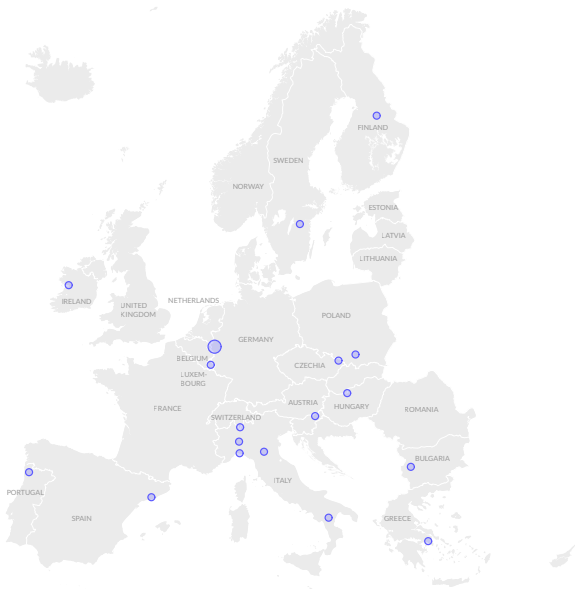 FINLAND
SWEDEN
NORWAY
ESTONIA
LATVIA
LITHUANIA
IRELAND
UNITED
KINGDOM
NETHERLANDS
POLAND
GERMANY
BELGIUM
CZECHIA
LUXEM-
BOURG
AUSTRIA
HUNGARY
FRANCE
ROMANIA
SWITZERLAND
BULGARIA
ITALY
PORTUGAL
SPAIN
GREECE